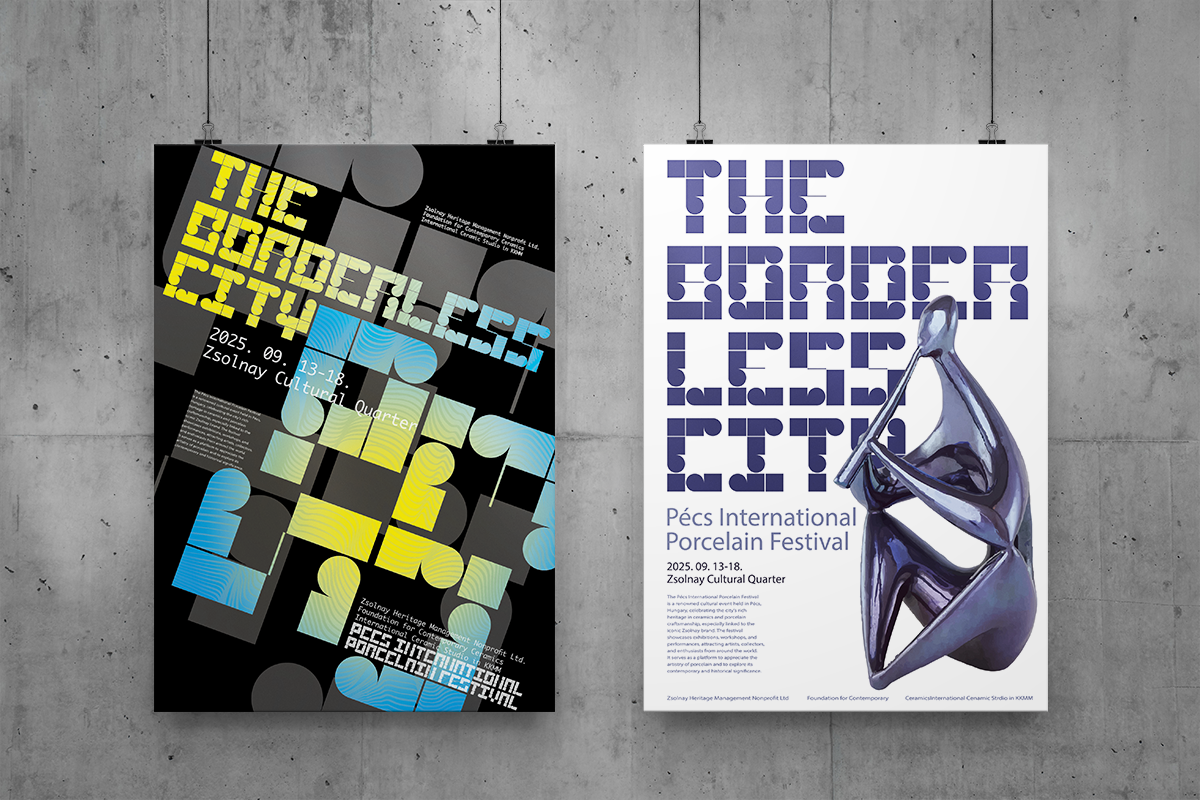 THE
BORDERLESS
CITY
Zsolnay Heritage Management Nonprofit Ltd.
Foundation for Contemporary Ceramics
International Ceramic Studio in KKMM
2025. 09. 13-18.
Zsolnay Cultural Quarter
Zsolnay Heritage Management Nonprofit Ltd.
Foundation for Contemporary Ceramics
International Ceramic Studio in KKMM
PÉCS INTERNATIONAL
PORCELAIN FESTIVAL
THE
BORDER
LESS
CITY
Pécs International
Porcelain Festival
2025. 09. 13-18.
Zsolnay Cultural Quarter
The Pécs International Porcelain Festival
is a renowned cultural event held in Pécs,
Hungary, celebrating the city's rich
heritage in ceramics and porcelain
craftsmanship, especially linked to the
iconic Zsolnay brand. The festival
showcases exhibitions, workshops, and
performances, attracting artists, collectors,
and enthusiasts from around the world.
It serves as a platform to appreciate the
artistry of porcelain and to explore its
contemporary and historical significance.
Zsolnay Heritage Management Nonprofit Ltd Foundation for Contemporary CeramicsInternational Cenamic Strdio in KKMM